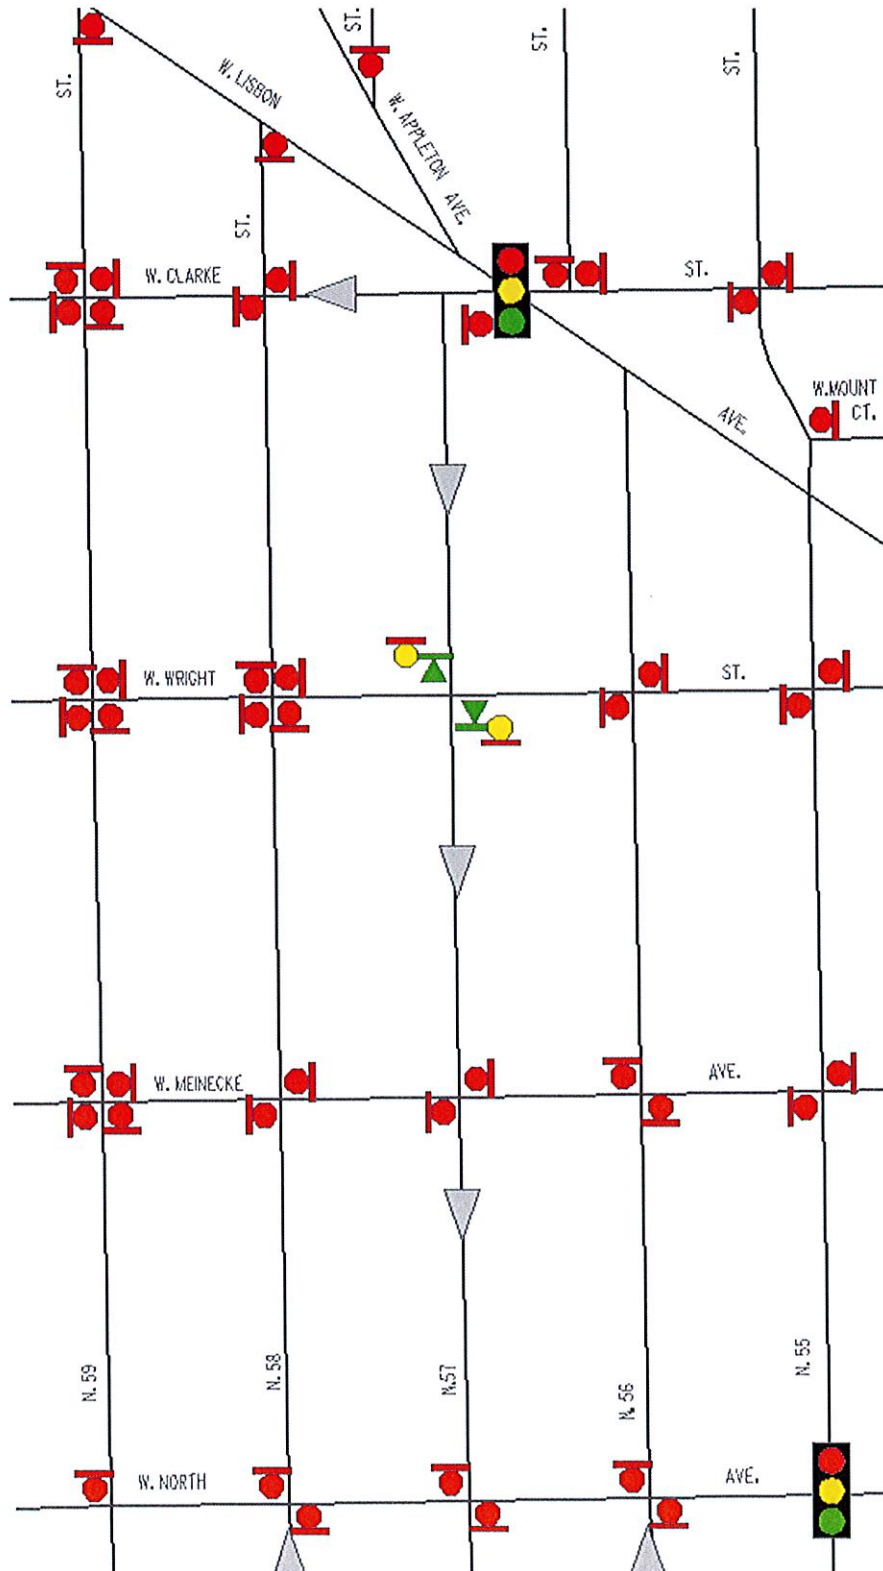 ST.
ST.
ST.
ST.
W. LISBON
W. APPLETON AVE.
ST.
W. CLARKE
ST.
W. MOUNT
CT.
AVE.
W. WRIGHT
ST.
W. MEINECKE
AVE.
N. 59
N. 58
N.57
N. 56
N. 55
W. NORTH
AVE.